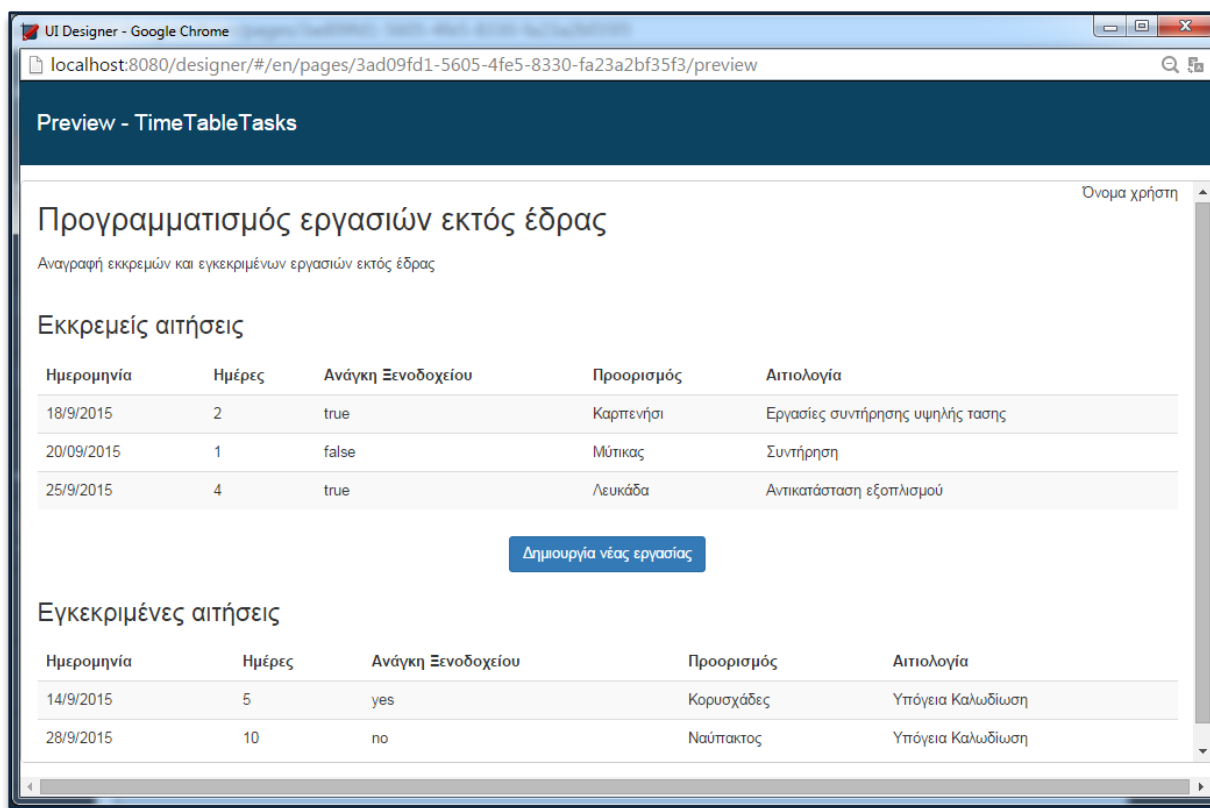 UI Designer - Google Chrome
localhost:8080/designer/#/en/pages/3ad09fd1-5605-4fe5-8330-fa23a2bf35f3/preview
Preview - TimeTableTasks
Όνομα χρήστη
Προγραμματισμός εργασιών εκτός έδρας
Αναγραφή εκκρεμών και εγκεκριμένων εργασιών εκτός έδρας
Εκκρεμείς αιτήσεις
Ημερομηνία Ημέρες Ανάγκη Ξενοδοχείου Προορισμός Αιτιολογία
18/9/2015 2 true Καρπενήσι Εργασίες συντήρησης υψηλής τασης
20/09/2015 1 false Μύτικας Συντήρηση
25/9/2015 4 true Λευκάδα Αντικατάσταση εξοπλισμού
Δημιουργία νέας εργασίας
Εγκεκριμένες αιτήσεις
Ημερομηνία Ημέρες Ανάγκη Ξενοδοχείου Προορισμός Αιτιολογία
14/9/2015 5 yes Κορυσχάδες Υπόγεια Καλωδίωση
28/9/2015 10 no Ναύπακτος Υπόγεια Καλωδίωση